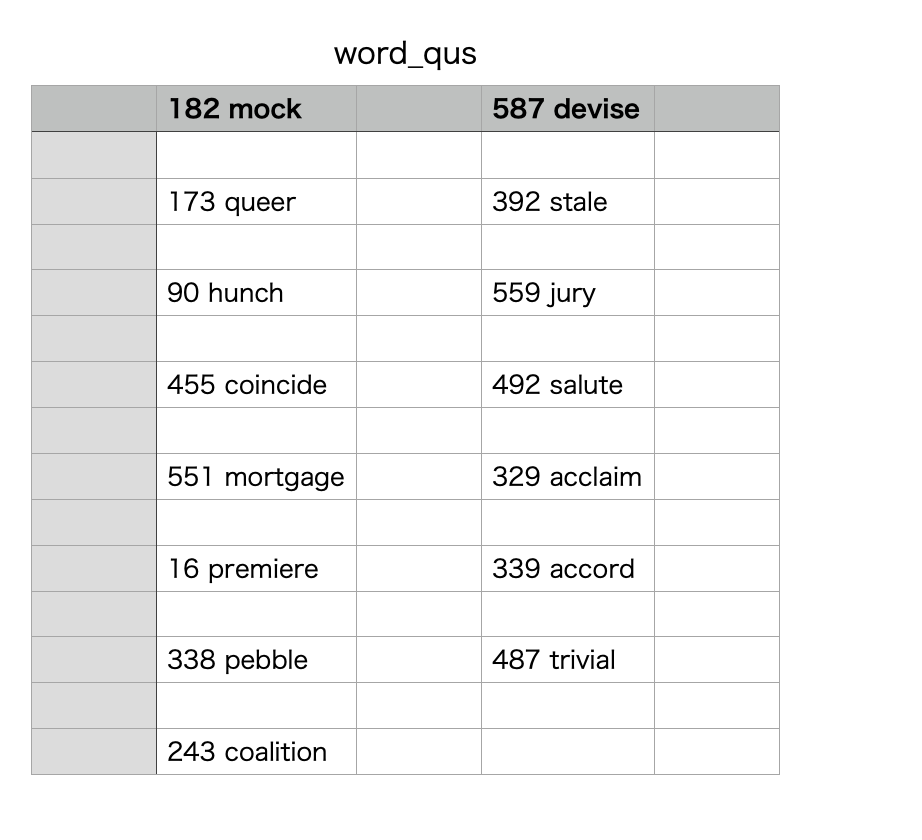 word_qus
182 mock 587 devise
173 queer 392 stale
90 hunch 559 jury
455 coincide 492 salute
551 mortgage 329 acclaim
16 premiere 339 accord
338 pebble 487 trivial
243 coalition